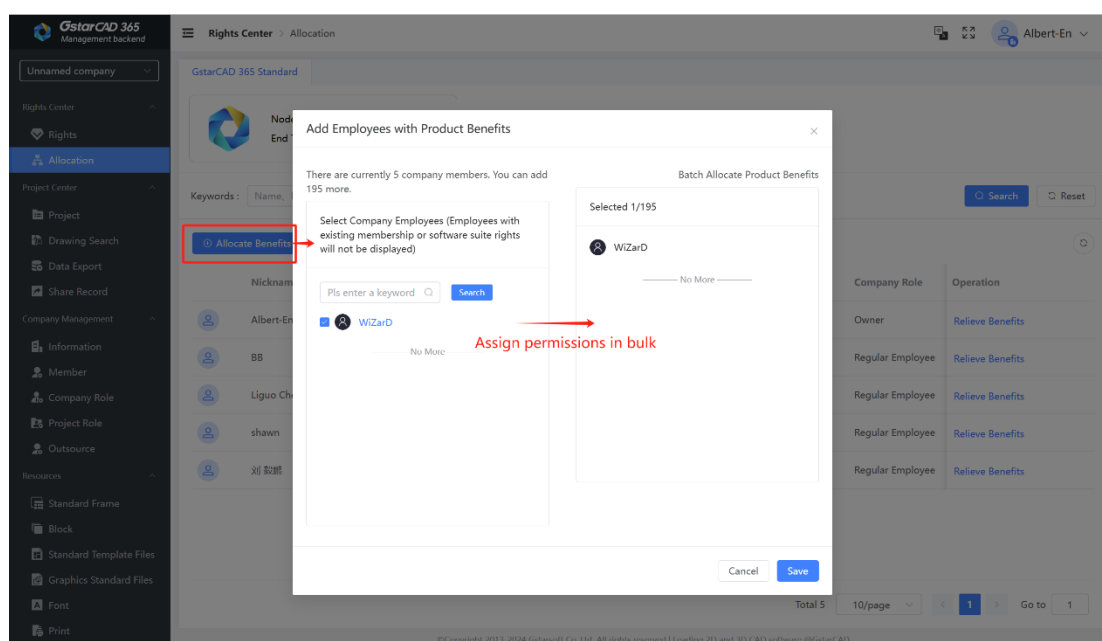 GstarCAD 365
Management backend
Rights Center > Allocation
Albert-En
Unnamed company
GstarCAD 365 Standard
Rights Center
Rights
Allocation
Project Center
Project
Drawing Search
Data Export
Share Record
Company Management
Information
Member
Company Role
Project Role
Outsource
Resources
Standard Frame
Block
Standard Template Files
Graphics Standard Files
Font
Print
Node
End
Keywords :
Name,
Search
Reset
Allocate Benefits
Nicknam
Company Role
Operation
Albert-En
Owner
Relieve Benefits
BB
Regular Employee
Relieve Benefits
Liguo Ch
Regular Employee
Relieve Benefits
shawn
Regular Employee
Relieve Benefits
刘
Regular Employee
Relieve Benefits
Add Employees with Product Benefits
There are currently 5 company members. You can add
195 more.
Batch Allocate Product Benefits
Select Company Employees (Employees with
existing membership or software suite rights
will not be displayed)
Pls enter a keyword
Search
WiZarD
No More
Selected 1/195
WiZarD
No More
Assign permissions in bulk
Cancel
Save
Total 5
10/page
1
Go to
1